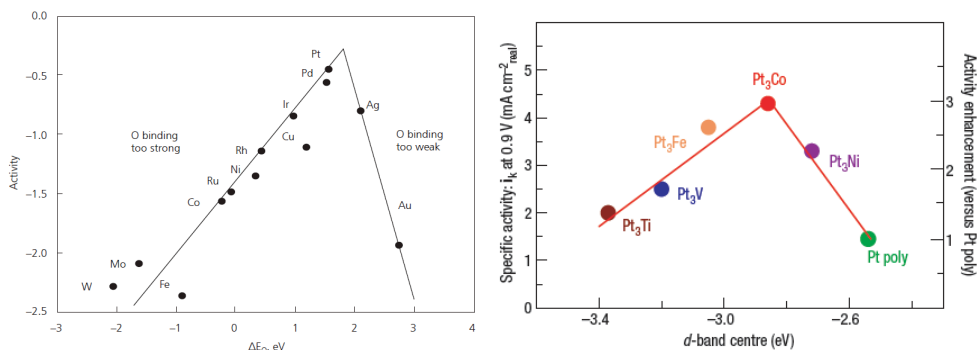 0.0
−0.5
−1.0
−1.5
−2.0
−2.5
Activity
−3
−2
−1
0
1
2
3
4
O binding
too strong
O binding
too weak
Pt
Pd
Ir
Cu
Rh
Ni
Ru
Co
Mo
W
Fe
Ag
Au
5
4
3
2
1
0
Specific activity: iₖ at 0.9 V (mA cm⁻²real)
3
2
1
Activity enhancement (versus Pt poly)
Pt₃Co
Pt₃Fe
Pt₃V
Pt₃Ti
Pt₃Ni
Pt poly
−3.4
−3.0
−2.6
d-band centre (eV)